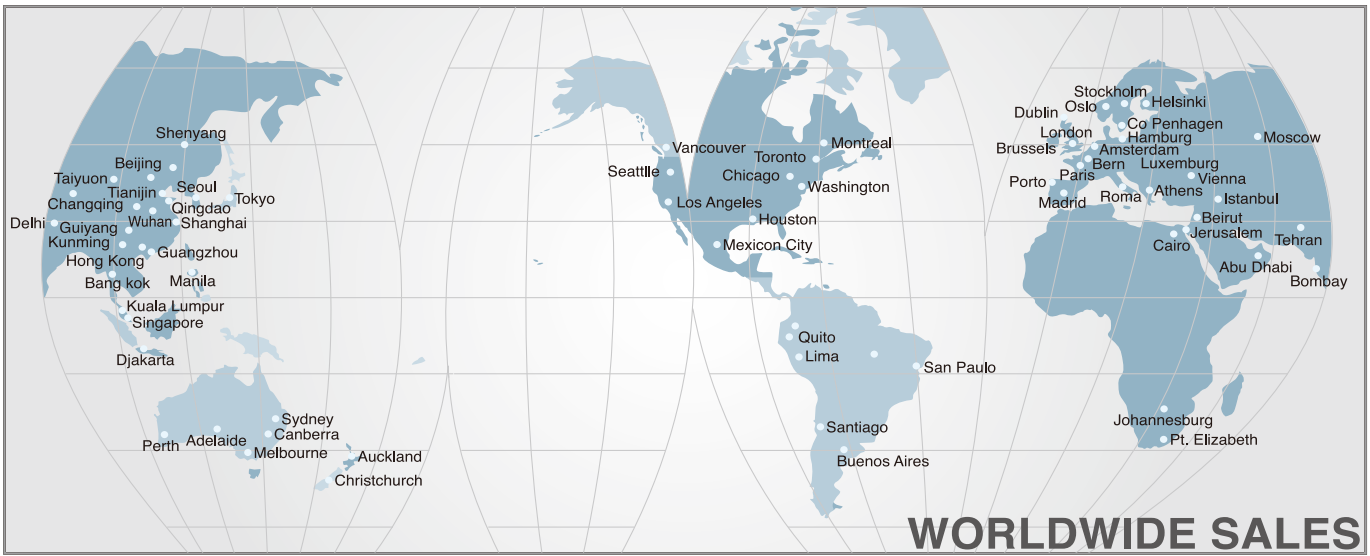 Shenyang
Beijing
Taiyuon
Tianijin
Seoul
Changqing
Qingdao
Tokyo
Delhi
Guiyang
Wuhan
Shanghai
Kunming
Hong Kong
Guangzhou
Bang kok
Manila
Kuala Lumpur
Singapore
Djakarta
Sydney
Perth
Adelaide
Canberra
Melbourne
Auckland
Christchurch
Vancouver
Seattlle
Los Angeles
Montreal
Toronto
Chicago
Washington
Houston
Mexicon City
Quito
Lima
San Paulo
Santiago
Buenos Aires
Stockholm
Oslo
Helsinki
Dublin
London
Co Penhagen
Hamburg
Brussels
Amsterdam
Moscow
Paris
Bern
Luxemburg
Vienna
Porto
Madrid
Roma
Athens
Istanbul
Beirut
Jerusalem
Cairo
Tehran
Abu Dhabi
Bombay
Johannesburg
Pt. Elizabeth
WORLDWIDE SALES